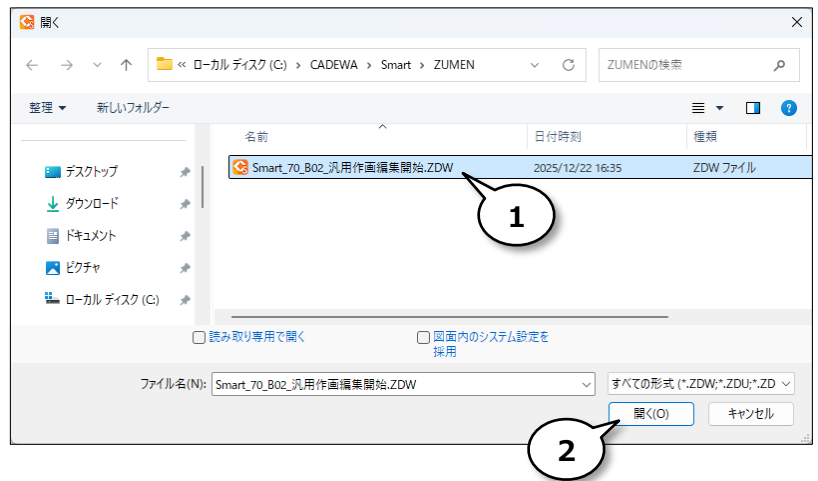 開く
« ローカル ディスク (C:) › CADEWA › Smart › ZUMEN
ZUMENの検索
整理
新しいフォルダー
名前
日付時刻
種類
デスクトップ
Smart_70_B02_汎用作画編集開始.ZDW
2025/12/22 16:35
ZDW ファイル
ダウンロード
1
ドキュメント
ピクチャ
ローカル ディスク (C:)
読み取り専用で開く
図面内のシステム設定を
採用
ファイル名(N):
Smart_70_B02_汎用作画編集開始.ZDW
すべての形式 (*.ZDW;*.ZDU;*.ZD
開く(O)
キャンセル
2